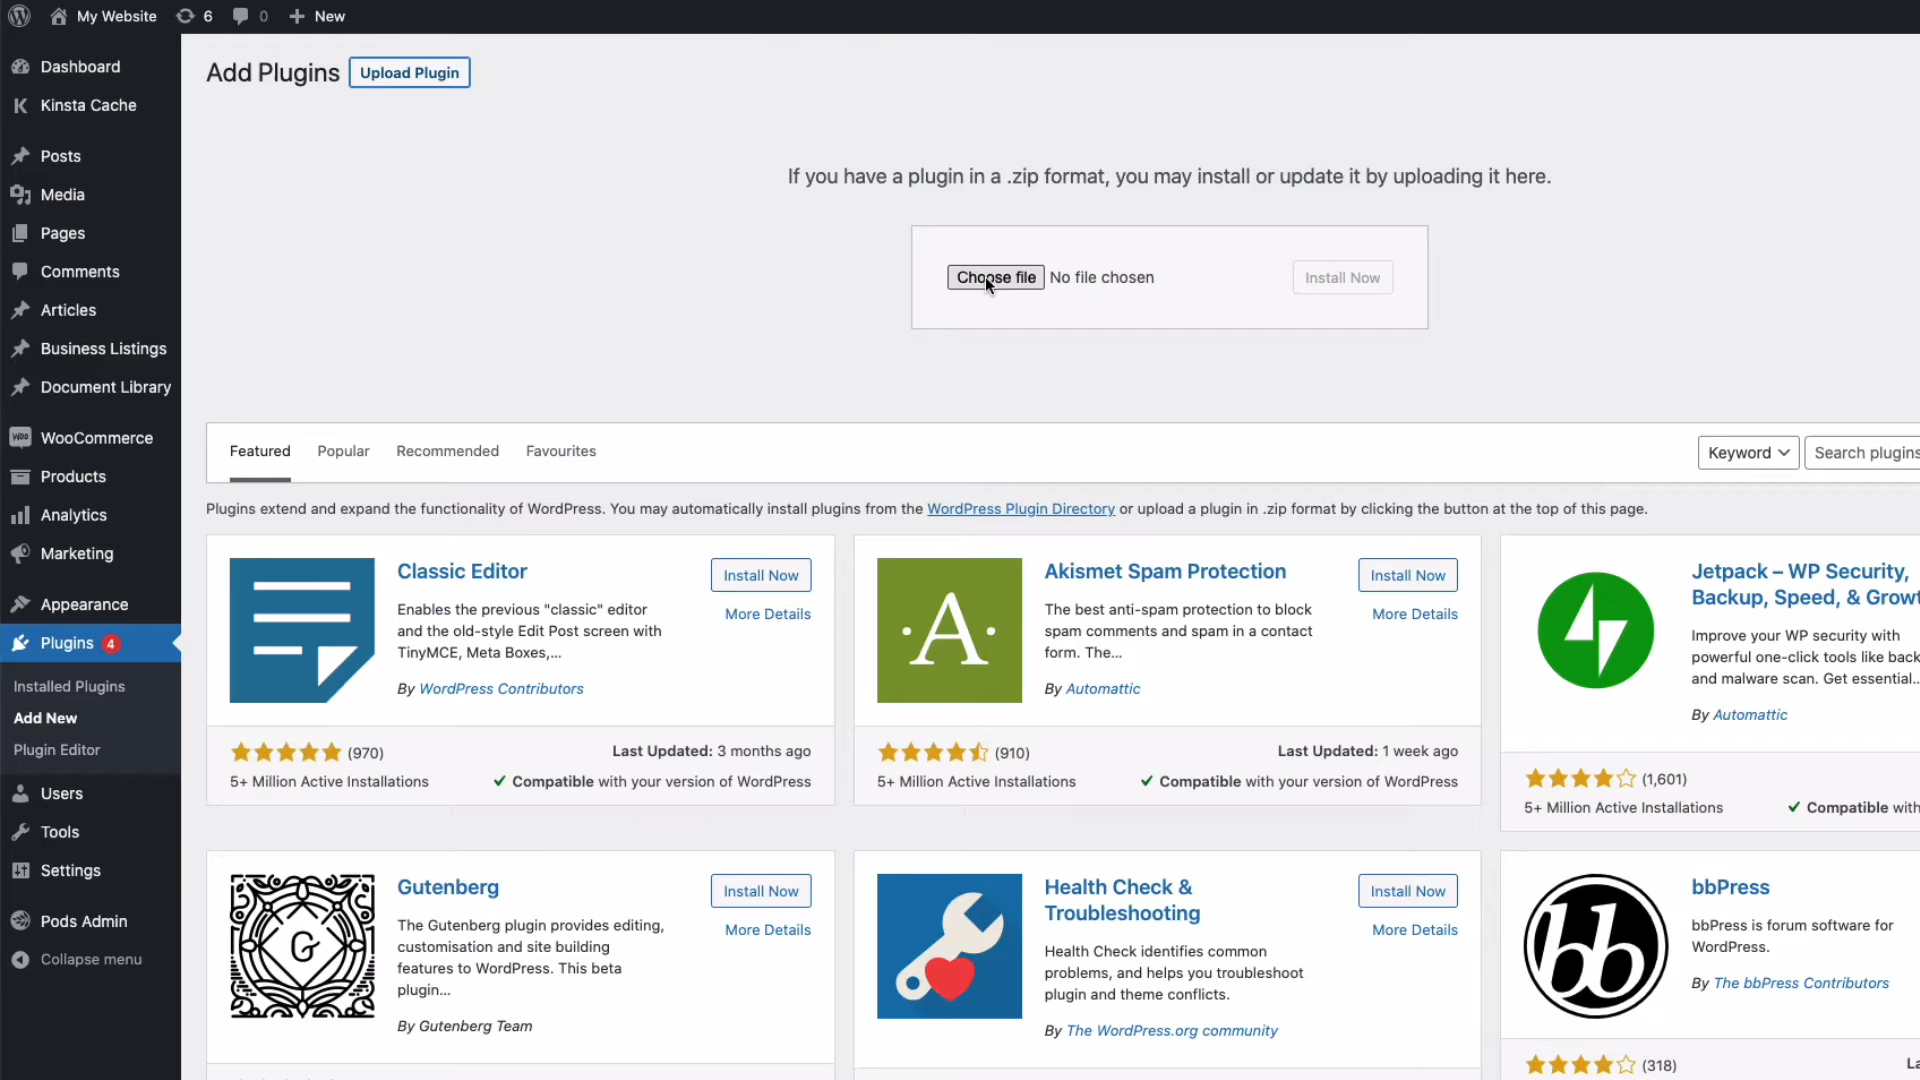 My Website
6
0
New
Dashboard
Kinsta Cache
Posts
Media
Pages
Comments
Articles
Business Listings
Document Library
WooCommerce
Products
Analytics
Marketing
Appearance
Plugins 4
Installed Plugins
Add New
Plugin Editor
Users
Tools
Settings
Pods Admin
Collapse menu
Add Plugins
Upload Plugin
If you have a plugin in a .zip format, you may install or update it by uploading it here.
Choose file No file chosen
Install Now
Featured
Popular
Recommended
Favourites
Keyword
Search plugins
Plugins extend and expand the functionality of WordPress. You may automatically install plugins from the WordPress Plugin Directory or upload a plugin in .zip format by clicking the button at the top of this page.
Classic Editor
Install Now
More Details
Enables the previous "classic" editor
and the old-style Edit Post screen with
TinyMCE, Meta Boxes,...
By WordPress Contributors
(970)
Last Updated: 3 months ago
5+ Million Active Installations
Compatible with your version of WordPress
A
Akismet Spam Protection
Install Now
More Details
The best anti-spam protection to block
spam comments and spam in a contact
form. The...
By Automattic
(910)
Last Updated: 1 week ago
5+ Million Active Installations
Compatible with your version of WordPress
Jetpack – WP Security,
Backup, Speed, & Growt
Improve your WP security with
powerful one-click tools like back
and malware scan. Get essential...
By Automattic
(1,601)
5+ Million Active Installations
Compatible with
G
Gutenberg
Install Now
More Details
The Gutenberg plugin provides editing,
customisation and site building
features to WordPress. This beta
plugin...
By Gutenberg Team
Health Check &
Troubleshooting
Install Now
More Details
Health Check identifies common
problems, and helps you troubleshoot
plugin and theme conflicts.
By The WordPress.org community
bb
bbPress
bbPress is forum software for
WordPress.
By The bbPress Contributors
(318)